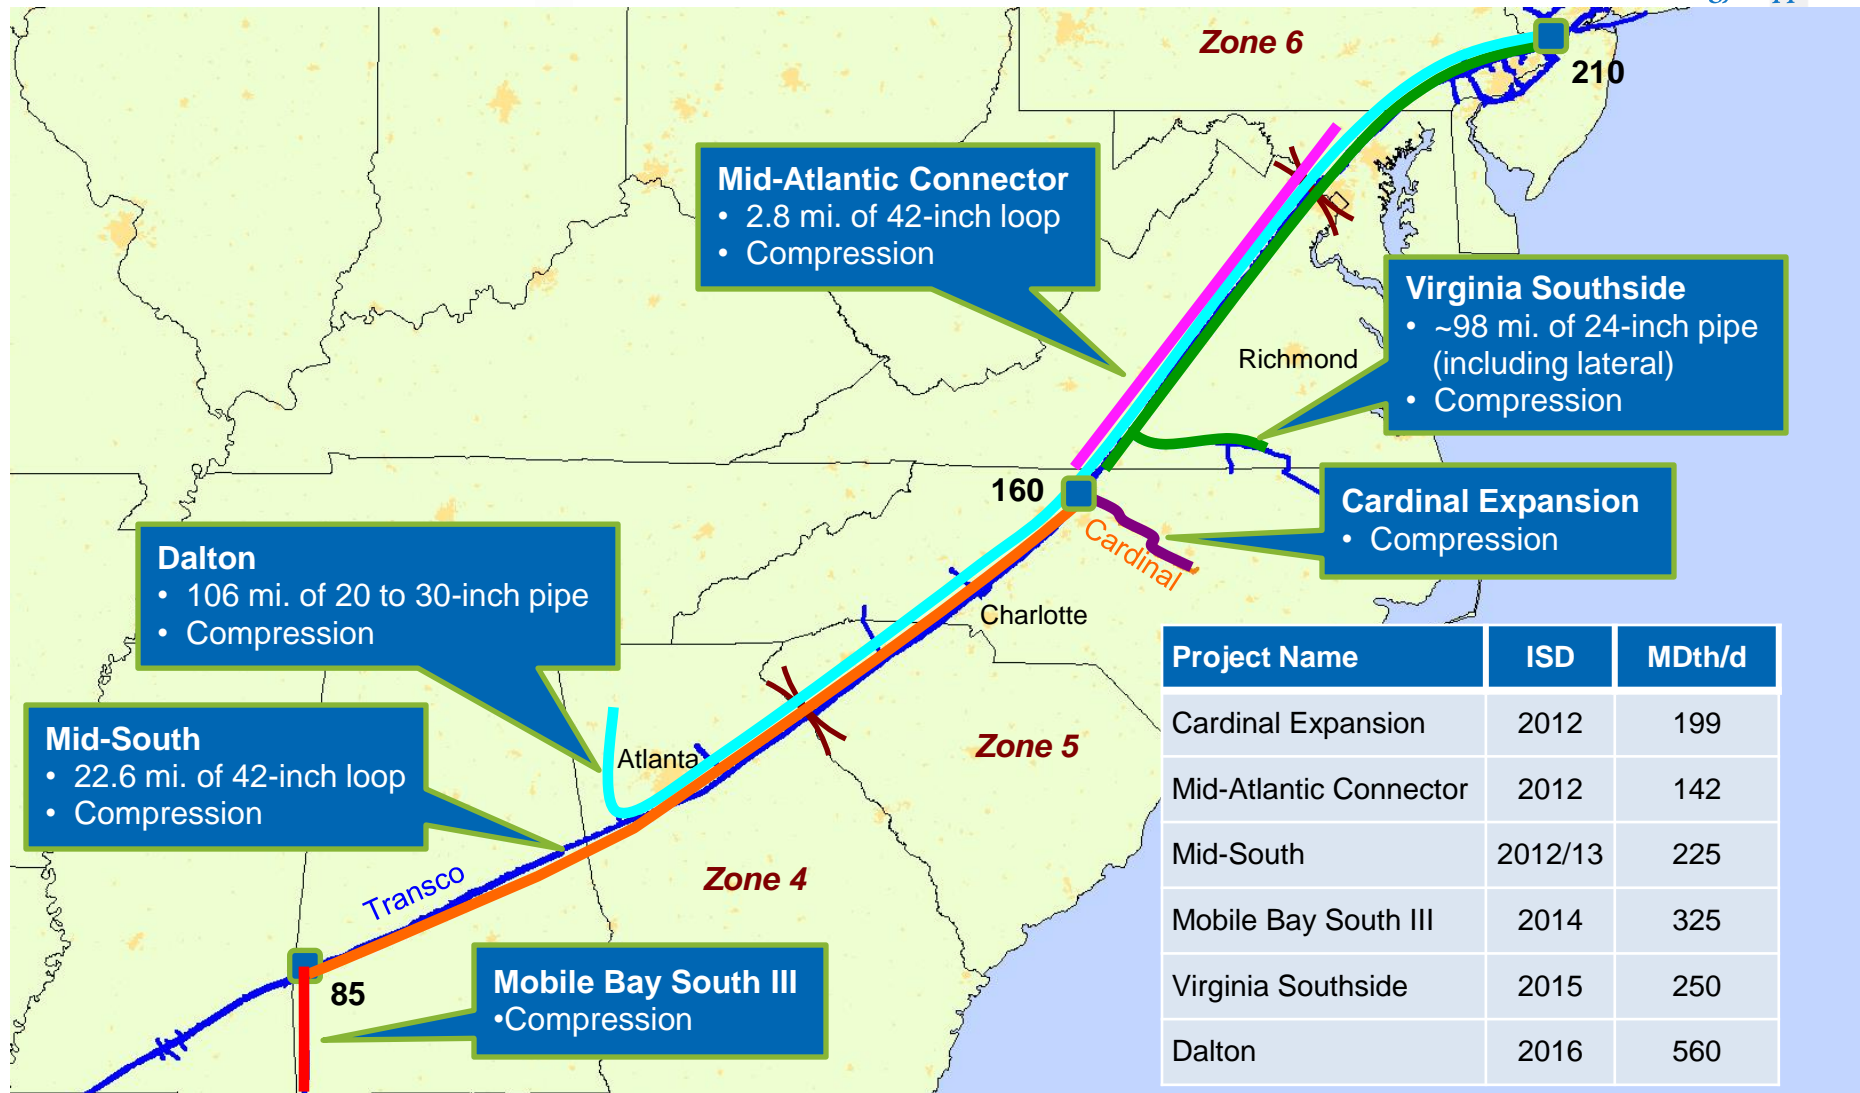 Zone 6
210
Mid-Atlantic Connector
• 2.8 mi. of 42-inch loop
• Compression
Virginia Southside
• ~98 mi. of 24-inch pipe
(including lateral)
• Compression
Richmond
160
Cardinal
Cardinal Expansion
• Compression
Dalton
• 106 mi. of 20 to 30-inch pipe
• Compression
Charlotte
Mid-South
• 22.6 mi. of 42-inch loop
• Compression
Atlanta
Zone 5
Zone 4
Transco
85
Mobile Bay South III
•Compression
Project Name ISD MDth/d
Cardinal Expansion 2012 199
Mid-Atlantic Connector 2012 142
Mid-South 2012/13 225
Mobile Bay South III 2014 325
Virginia Southside 2015 250
Dalton 2016 560